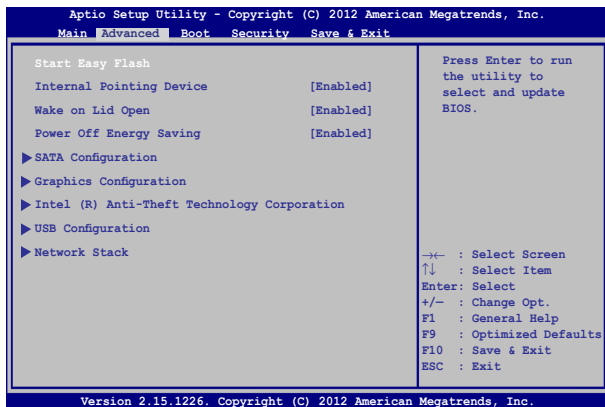 Aptio Setup Utility - Copyright (C) 2012 American Megatrends, Inc.
Main Advanced Boot Security Save & Exit
Start Easy Flash
Internal Pointing Device [Enabled]
Wake on Lid Open [Enabled]
Power Off Energy Saving [Enabled]
▶ SATA Configuration
▶ Graphics Configuration
▶ Intel (R) Anti-Theft Technology Corporation
▶ USB Configuration
▶ Network Stack
Press Enter to run
the utility to
select and update
BIOS.
→← : Select Screen
↑↓ : Select Item
Enter: Select
+/— : Change Opt.
F1 : General Help
F9 : Optimized Defaults
F10 : Save & Exit
ESC : Exit
Version 2.15.1226. Copyright (C) 2012 American Megatrends, Inc.